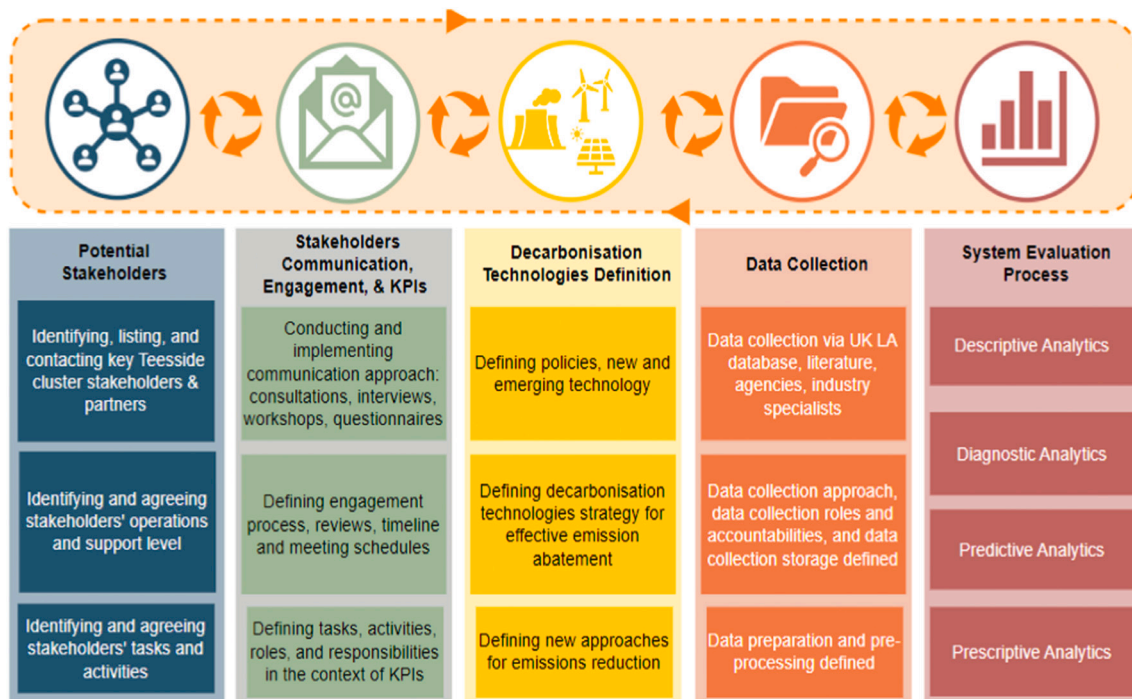 @
Potential
Stakeholders
Identifying, listing, and
contacting key Teesside
cluster stakeholders &
partners
Identifying and agreeing
stakeholders' operations
and support level
Identifying and agreeing
stakeholders' tasks and
activities
Stakeholders
Communication,
Engagement, & KPIs
Conducting and
implementing
communication approach:
consultations, interviews,
workshops, questionnaires
Defining engagement
process, reviews, timeline
and meeting schedules
Defining tasks, activities,
roles, and responsibilities
in the context of KPIs
Decarbonisation
Technologies Definition
Defining policies, new and
emerging technology
Defining decarbonisation
technologies strategy for
effective emission
abatement
Defining new approaches
for emissions reduction
Data Collection
Data collection via UK LA
database, literature,
agencies, industry
specialists
Data collection approach,
data collection roles and
accountabilities, and data
collection storage defined
Data preparation and pre-
processing defined
System Evaluation
Process
Descriptive Analytics
Diagnostic Analytics
Predictive Analytics
Prescriptive Analytics